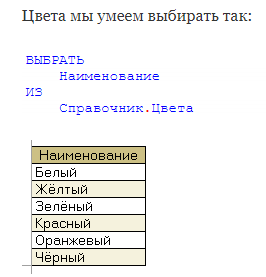 Цвета мы умеем выбирать так:
ВЫБРАТЬ
Наименование
ИЗ
Справочник.Цвета
Наименование
Белый
Жёлтый
Зелёный
Красный
Оранжевый
Чёрный